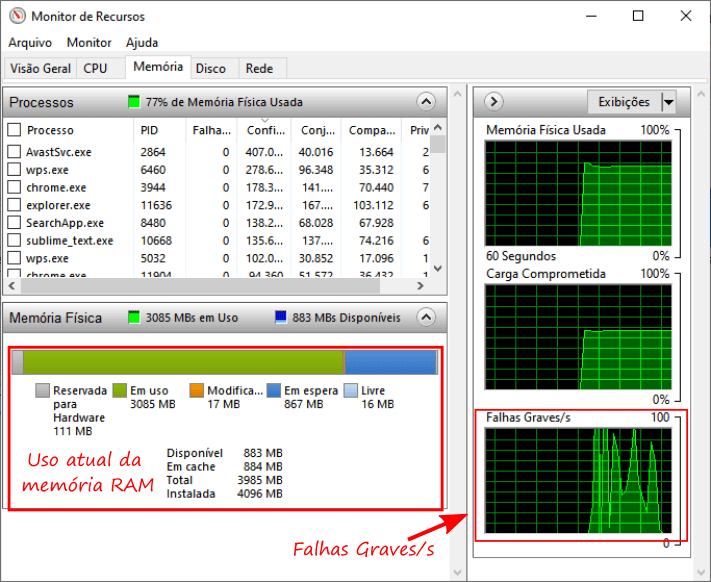 Monitor de Recursos
Arquivo Monitor Ajuda
Visão Geral CPU Memória Disco Rede
Processos 77% de Memória Física Usada
Processo PID Falha... Confi... Conj... Compa... Priv
AvastSvc.exe 2864 0 407.0... 40.016 13.664 2
wps.exe 6460 0 278.6... 96.348 35.312 6
chrome.exe 3944 0 178.3... 141.... 70.440 7
explorer.exe 11636 0 172.9... 167.... 103.112 6
SearchApp.exe 8480 0 138.2... 68.028 67.928
sublime_text.exe 10668 0 135.6... 137.... 74.216 6
wps.exe 5032 0 102.0... 30.852 17.096 1
chrome.exe 11904 0 94.360 51.572 36.432
Memória Física 3085 MBs em Uso 883 MBs Disponíveis
Reservada para Hardware
111 MB
Em uso
3085 MB
Modifica...
17 MB
Em espera
867 MB
Livre
16 MB
Disponível 883 MB
Em cache 884 MB
Total 3985 MB
Instalada 4096 MB
Uso atual da
memória RAM
Exibições
Memória Física Usada 100%
60 Segundos 0%
Carga Comprometida 100%
0%
Falhas Graves/s 100
0
Falhas Graves/s